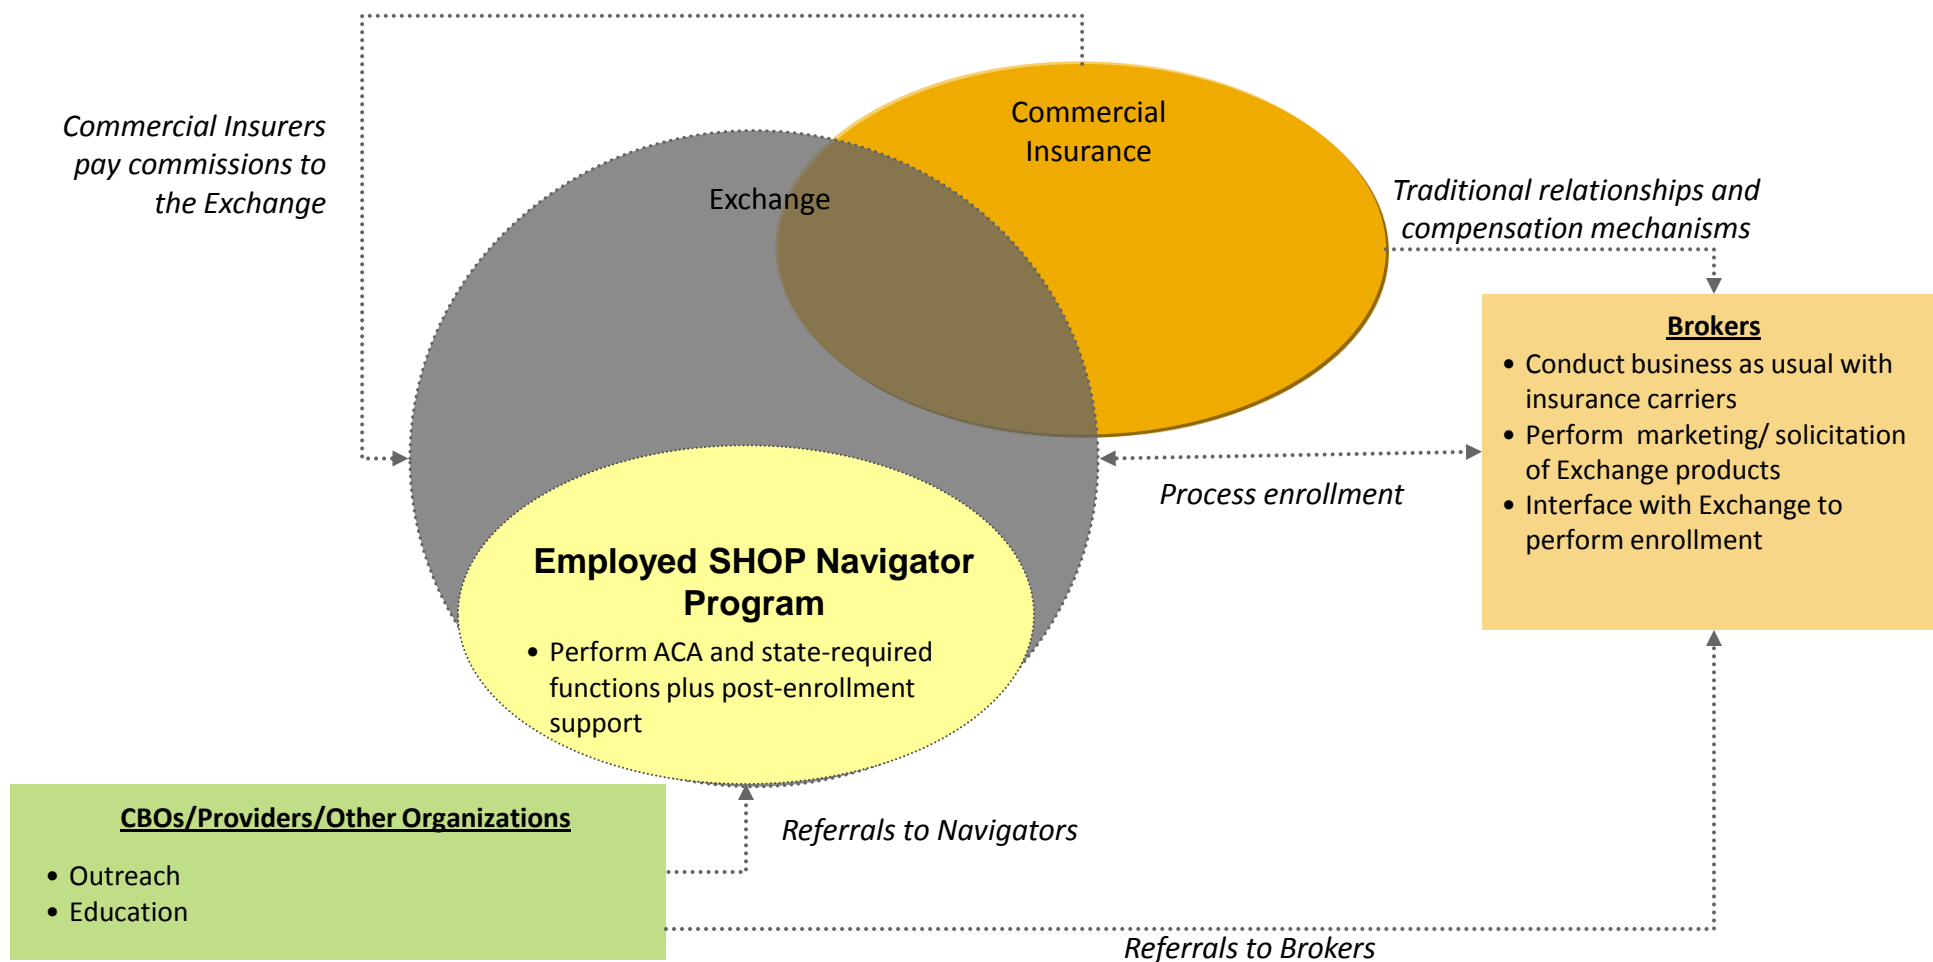 Commercial Insurers
pay commissions to
the Exchange
Commercial
Insurance
Exchange
Traditional relationships and
compensation mechanisms
Brokers
• Conduct business as usual with
insurance carriers
• Perform  marketing/ solicitation
of Exchange products
• Interface with Exchange to
perform enrollment
Process enrollment
Employed SHOP Navigator
Program
• Perform ACA and state-required
functions plus post-enrollment
support
CBOs/Providers/Other Organizations
• Outreach
• Education
Referrals to Navigators
Referrals to Brokers